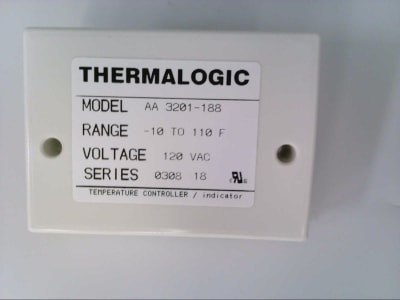 THERMALOGIC
MODEL AA 3201-188
RANGE -10 TO 110 F
VOLTAGE 120 VAC
SERIES 0308 18
TEMPERATURE CONTROLLER / indicator